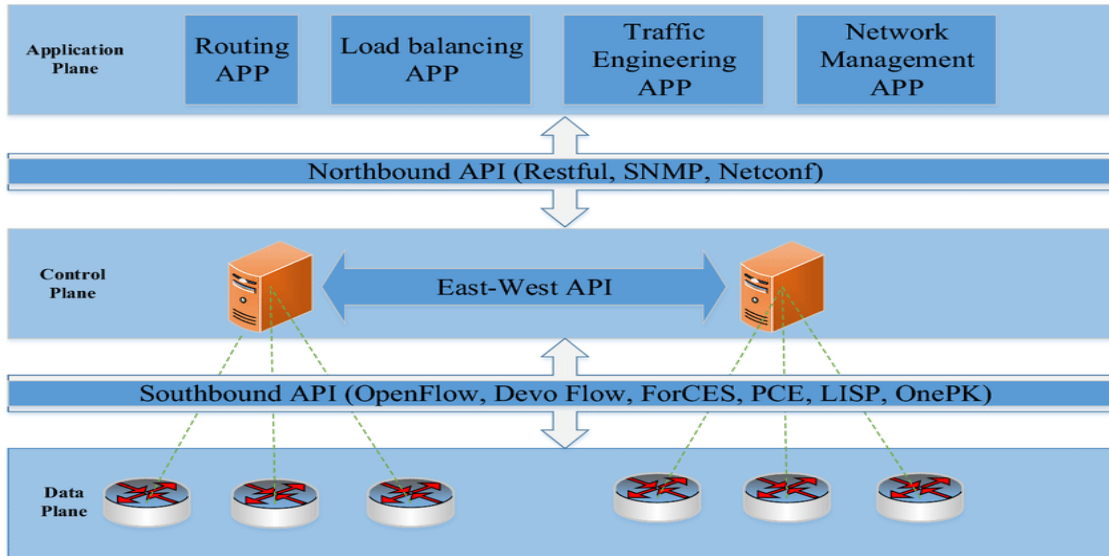 Application
Plane
Routing
APP
Load balancing
APP
Traffic
Engineering
APP
Network
Management
APP
Northbound API (Restful, SNMP, Netconf)
Control
Plane
East-West API
Southbound API (OpenFlow, Devo Flow, ForCES, PCE, LISP, OnePK)
Data
Plane